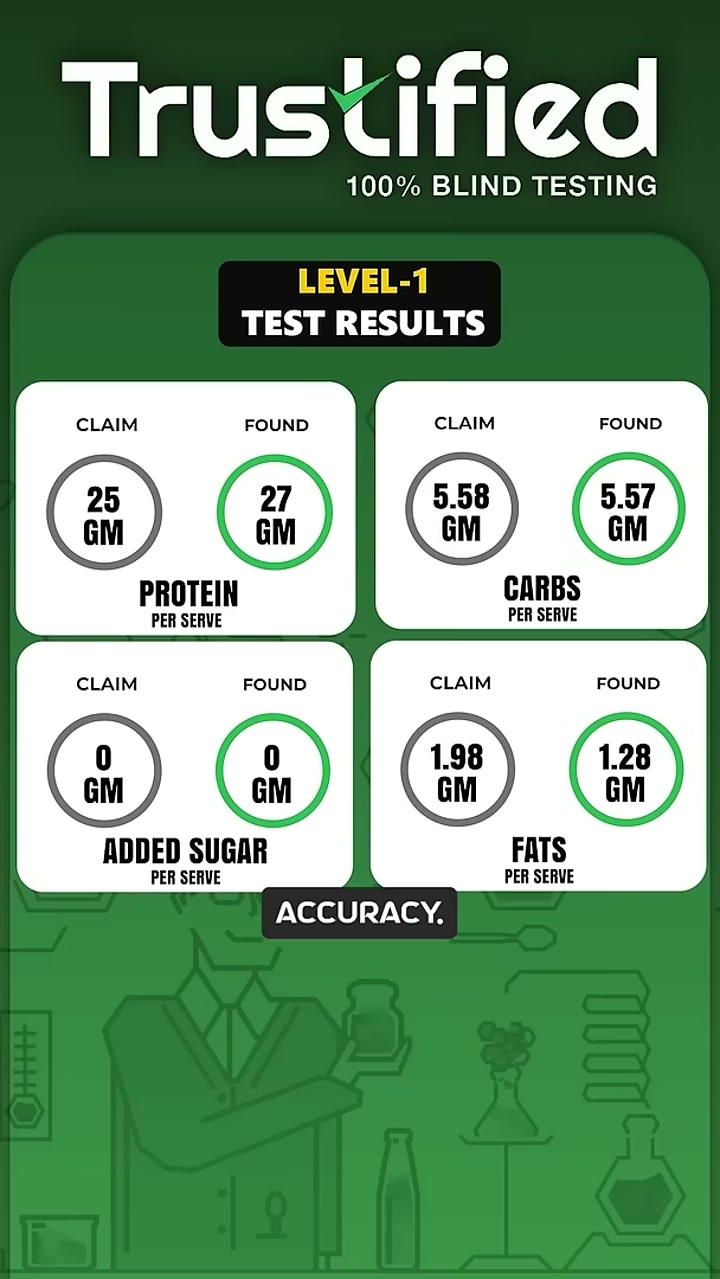 Trustified
100% BLIND TESTING
LEVEL-1
TEST RESULTS
CLAIM
FOUND
25
GM
27
GM
PROTEIN
PER SERVE
CLAIM
FOUND
5.58
GM
5.57
GM
CARBS
PER SERVE
CLAIM
FOUND
0
GM
0
GM
ADDED SUGAR
PER SERVE
CLAIM
FOUND
1.98
GM
1.28
GM
FATS
PER SERVE
ACCURACY.